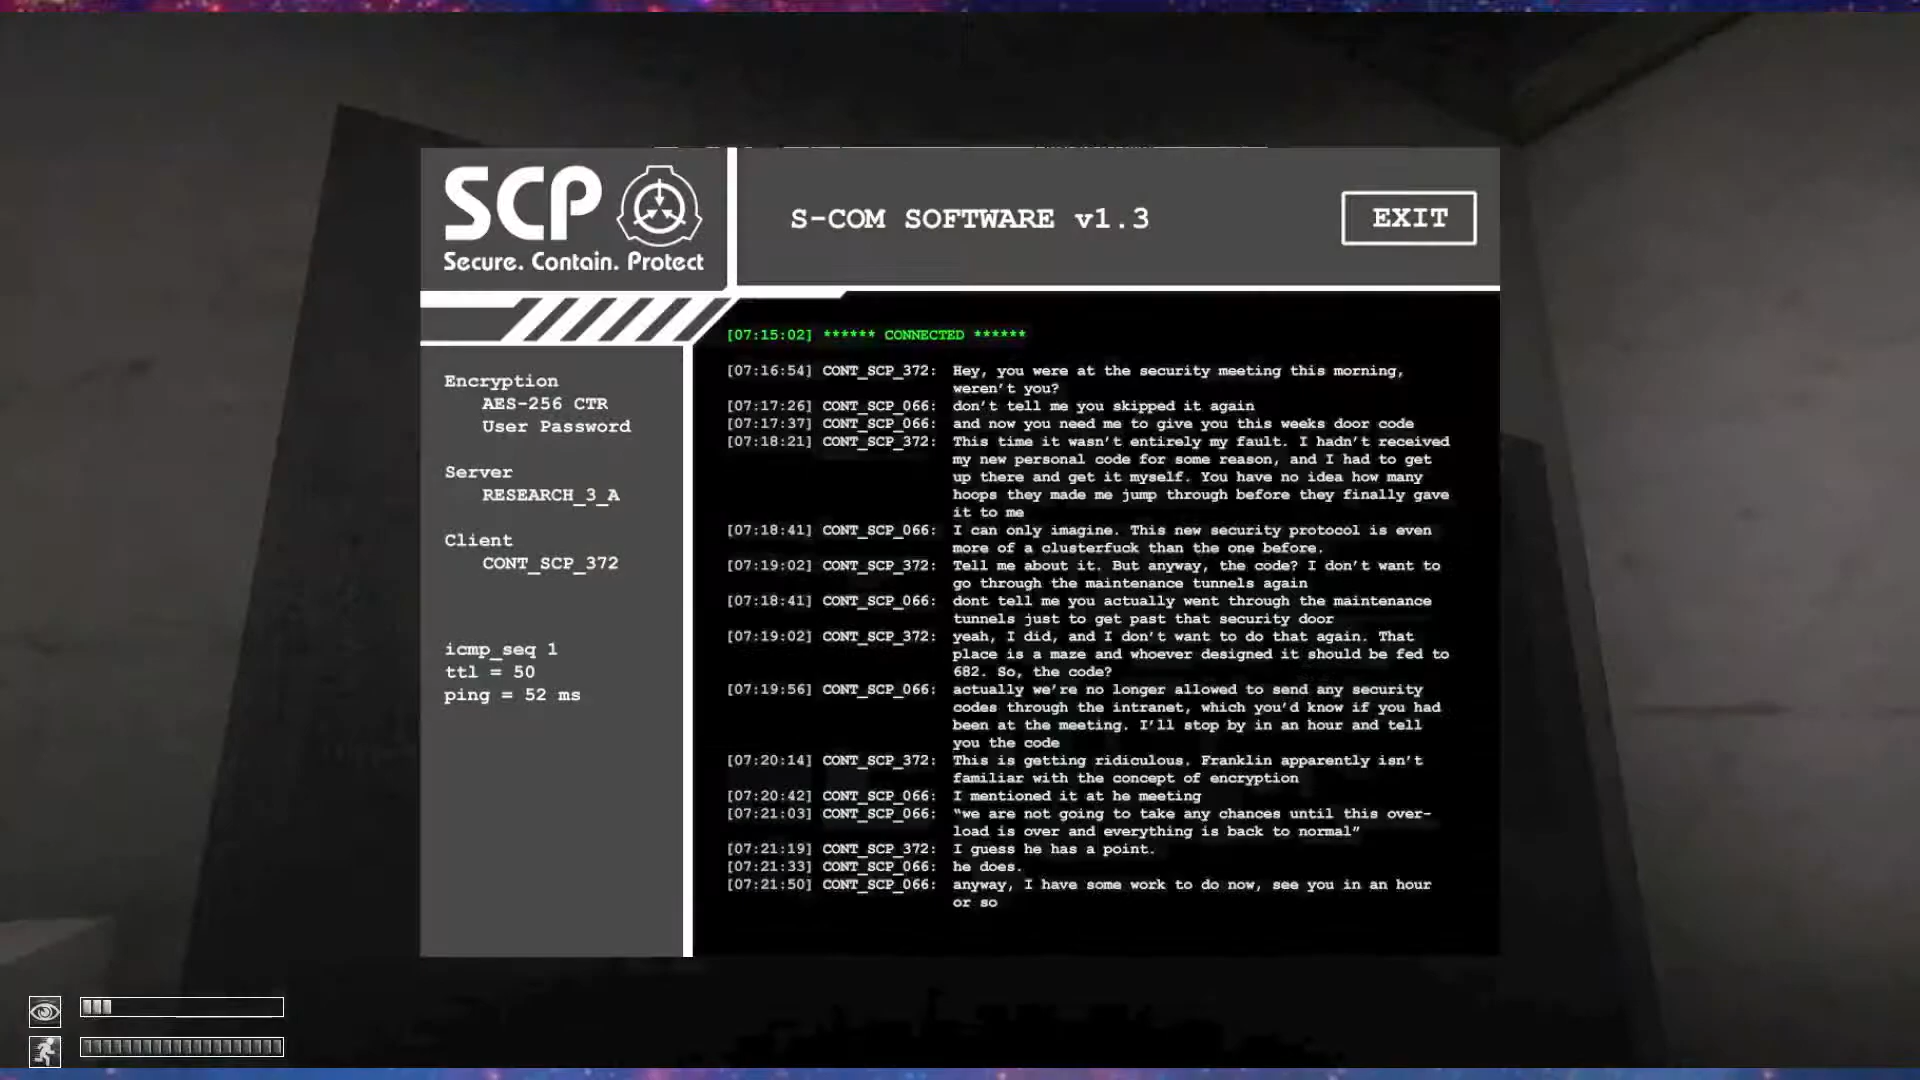 SCP
Secure. Contain. Protect
S-COM SOFTWARE v1.3
EXIT
Encryption
AES-256 CTR
User Password
Server
RESEARCH_3_A
Client
CONT_SCP_372
icmp_seq 1
ttl = 50
ping = 52 ms
[07:15:02] ****** CONNECTED ******
[07:16:54] CONT_SCP_372: Hey, you were at the security meeting this morning,
weren't you?
[07:17:26] CONT_SCP_066: don't tell me you skipped it again
[07:17:37] CONT_SCP_066: and now you need me to give you this weeks door code
[07:18:21] CONT_SCP_372: This time it wasn't entirely my fault. I hadn't received
my new personal code for some reason, and I had to get
up there and get it myself. You have no idea how many
hoops they made me jump through before they finally gave
it to me
[07:18:41] CONT_SCP_066: I can only imagine. This new security protocol is even
more of a clusterfuck than the one before.
[07:19:02] CONT_SCP_372: Tell me about it. But anyway, the code? I don't want to
go through the maintenance tunnels again
[07:18:41] CONT_SCP_066: dont tell me you actually went through the maintenance
tunnels just to get past that security door
[07:19:02] CONT_SCP_372: yeah, I did, and I don't want to do that again. That
place is a maze and whoever designed it should be fed to
682. So, the code?
[07:19:56] CONT_SCP_066: actually we're no longer allowed to send any security
codes through the intranet, which you'd know if you had
been at the meeting. I'll stop by in an hour and tell
you the code
[07:20:14] CONT_SCP_372: This is getting ridiculous. Franklin apparently isn't
familiar with the concept of encryption
[07:20:42] CONT_SCP_066: I mentioned it at he meeting
[07:21:03] CONT_SCP_066: "we are not going to take any chances until this over-
load is over and everything is back to normal"
[07:21:19] CONT_SCP_372: I guess he has a point.
[07:21:33] CONT_SCP_066: he does.
[07:21:50] CONT_SCP_066: anyway, I have some work to do now, see you in an hour
or so